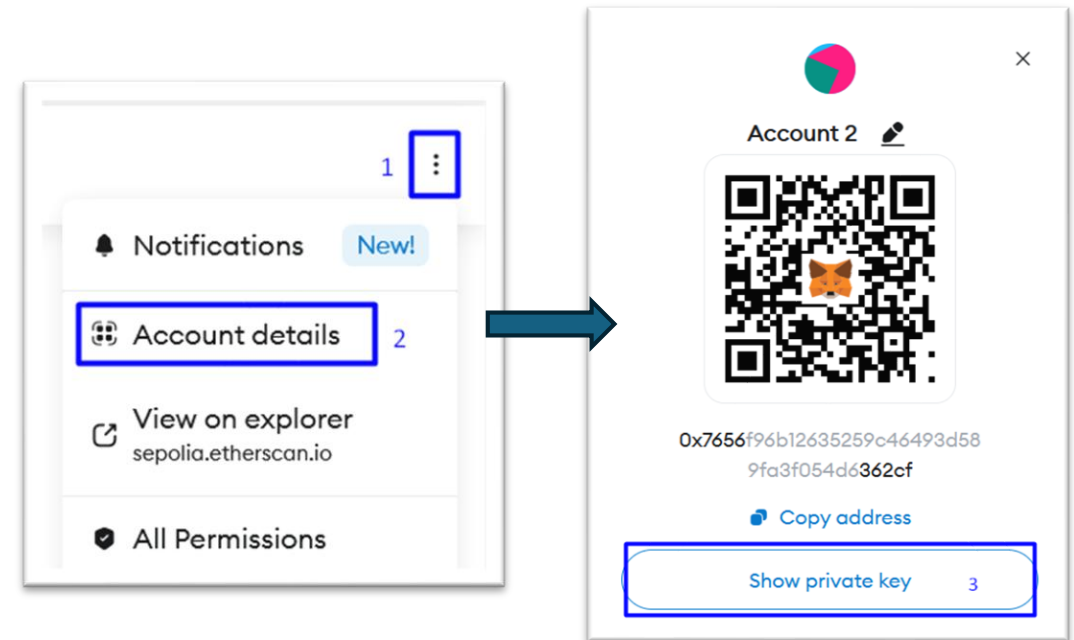 1
Notifications New!
Account details 2
View on explorer
sepolia.etherscan.io
All Permissions
Account 2
0x7656f96b12635259c46493d58
9fa3f054d6362cf
Copy address
Show private key 3